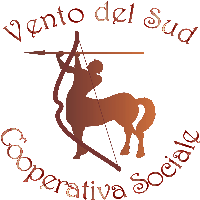 Vento del Sud
Cooperativa Sociale